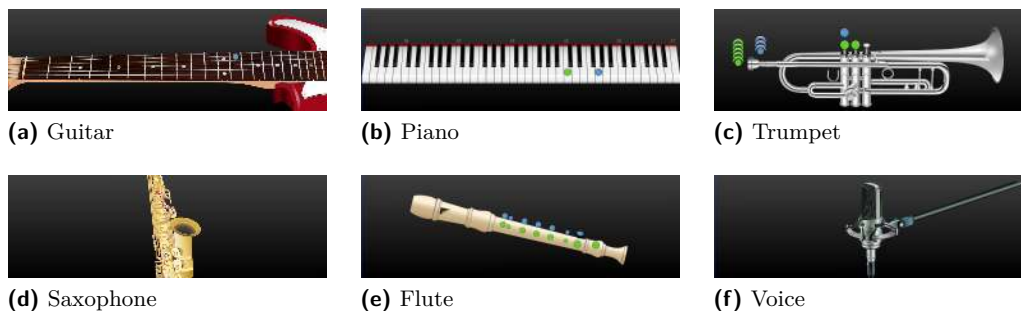 (a) Guitar
(b) Piano
(c) Trumpet
(d) Saxophone
(e) Flute
(f) Voice